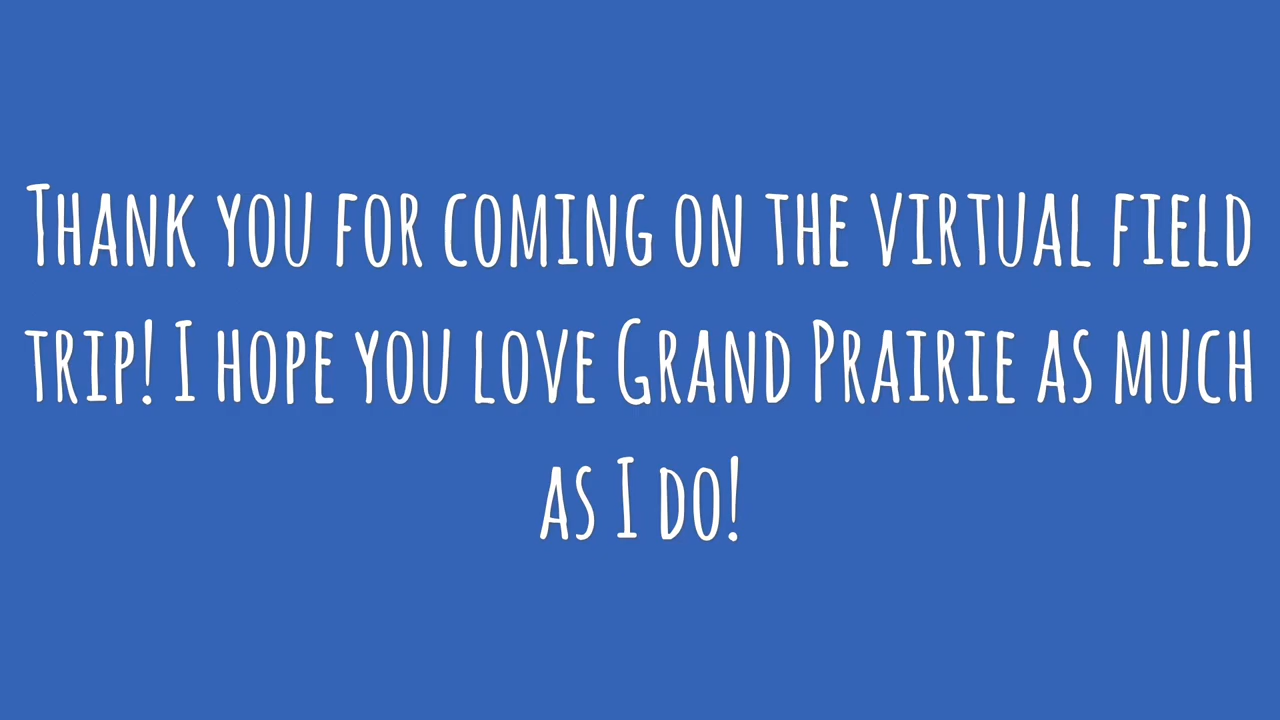 Thank you for coming on the virtual field
trip! I hope you love Grand Prairie as much
as I do!